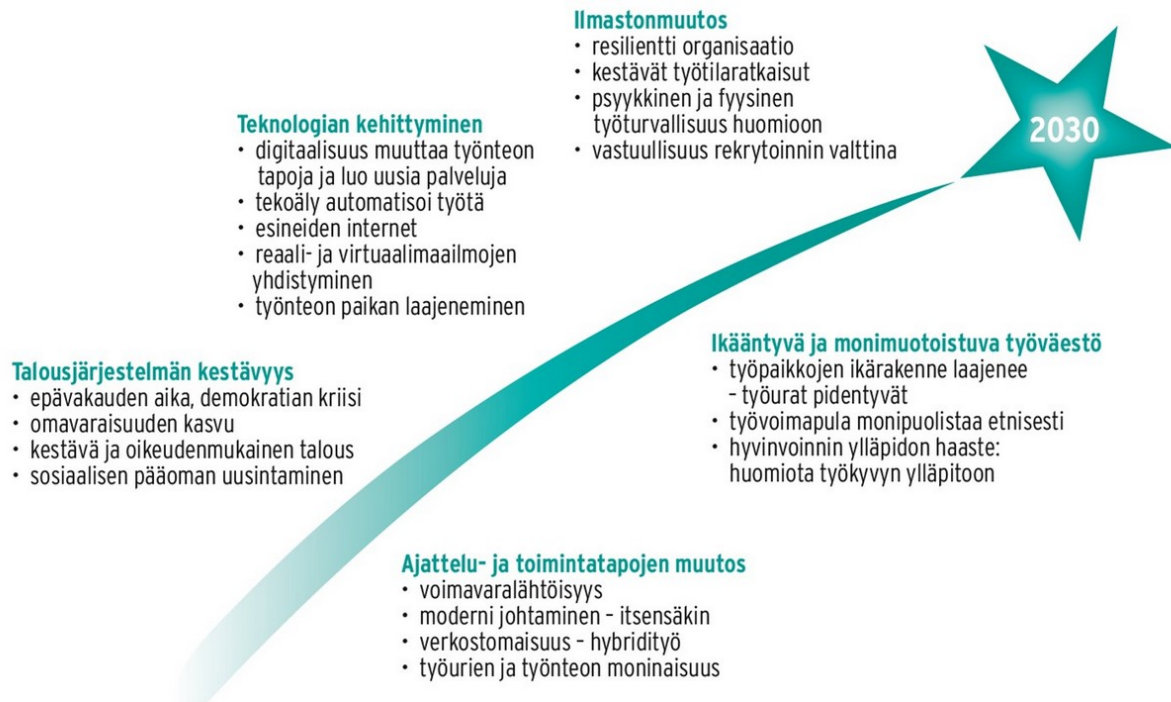 Ilmastonmuutos
• resilientti organisaatio
• kestävät työtilaratkaisut
• psyykkinen ja fyysinen
työturvallisuus huomioon
• vastuullisuus rekrytoinnin valttina
2030
Teknologian kehittyminen
• digitaalisuus muuttaa työnteon
tapoja ja luo uusia palveluja
• tekoäly automatisoi työtä
• esineiden internet
• reaali- ja virtuaalimaailmojen
yhdistyminen
• työnteon paikan laajeneminen
Ikääntyvä ja monimuotoistuva työväestö
• työpaikkojen ikärakenne laajenee
– työurat pidentyvät
• työvoimapula monipuolistaa etnisesti
• hyvinvoinnin ylläpidon haaste:
huomiota työkyvyn ylläpitoon
Talousjärjestelmän kestävyys
• epävakauden aika, demokratian kriisi
• omavaraisuuden kasvu
• kestävä ja oikeudenmukainen talous
• sosiaalisen pääoman uusintaminen
Ajattelu- ja toimintatapojen muutos
• voimavaralähtöisyys
• moderni johtaminen – itsensäkin
• verkostomaisuus – hybridityö
• työurien ja työnteon moninaisuus